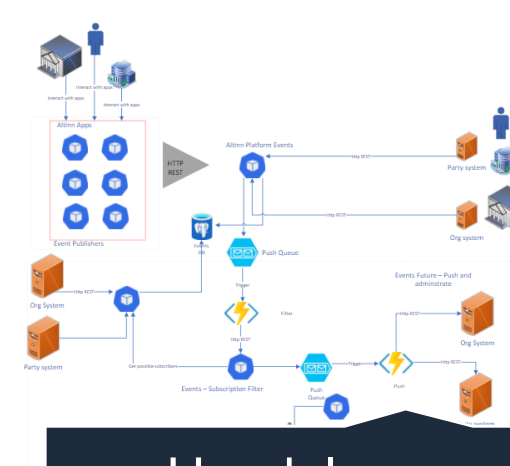 Interact with apps
Interact with apps
Interact with apps
Altinn Apps
HTTP
REST
Event Publishers
Altinn Platform Events
Http REST
Party system
Http REST
Org system
Events
DB
Push Queue
Trigger
Filter
Http REST
Events – Subscription Filter
Get possible subscribers
Org System
Http REST
Http REST
Party system
Trigger
Push
Queue
Push
Events Future – Push and
administrate
Http REST
Org System
Http REST